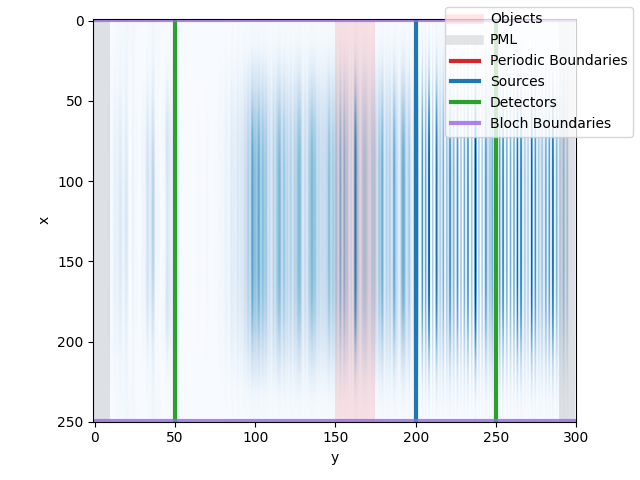 Objects
PML
Periodic Boundaries
Sources
Detectors
Bloch Boundaries
0
50
100
150
200
250
x
0 50 100 150 200 250 300
y